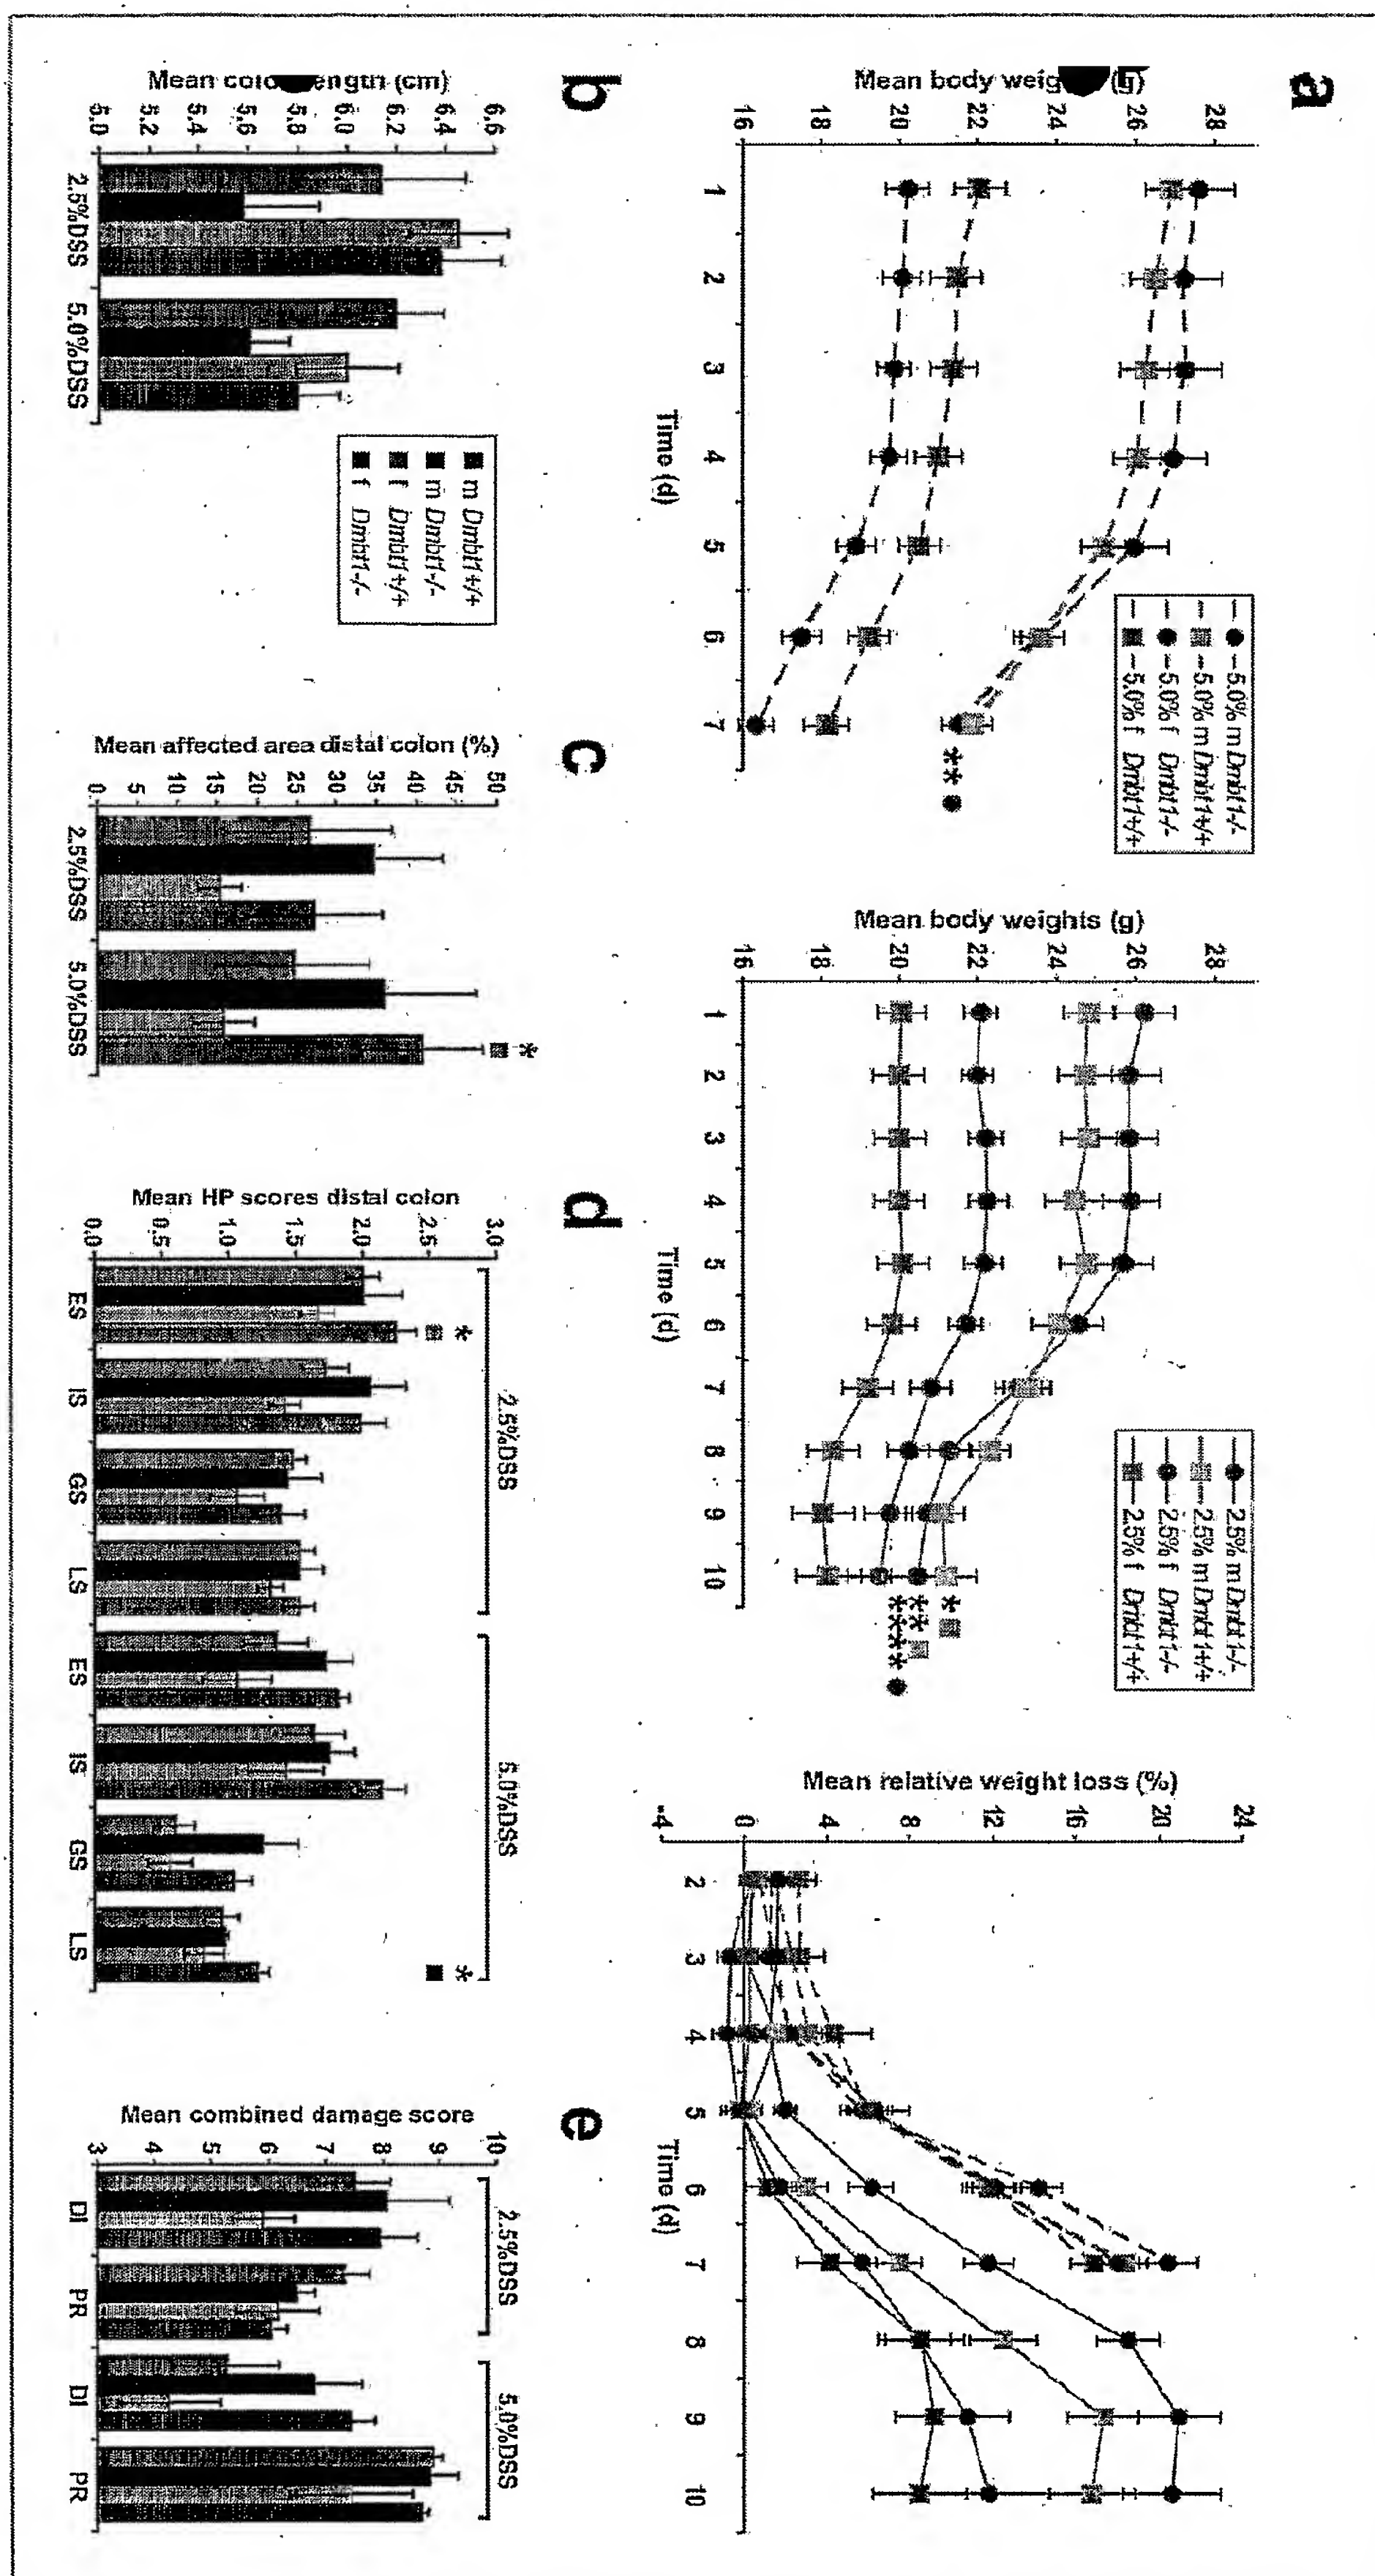 a
Mean body weights (g)
28
26
24
22
20
18
16
1 2 3 4 5 6 7
Time (d)
**
5.0% m Dmbt1-/-
5.0% m Dmbt1+/+
5.0% f Dmbt1-/-
5.0% f Dmbt1+/+
Mean body weights (g)
28
26
24
22
20
18
16
1 2 3 4 5 6 7 8 9 10
Time (d)
*
**
****
2.5% m Dmbt1-/-
2.5% m Dmbt1+/+
2.5% f Dmbt1-/-
2.5% f Dmbt1+/+
Mean relative weight loss (%)
24
20
16
12
8
4
0
-4
2 3 4 5 6 7 8 9 10
Time (d)
b
Mean colon length (cm)
6.6
6.4
6.2
6.0
5.8
5.6
5.4
5.2
5.0
2.5%DSS 5.0%DSS
m Dmbt1+/+
m Dmbt1-/-
f Dmbt1+/+
f Dmbt1-/-
c
Mean affected area distal colon (%)
50
45
40
35
30
25
20
15
10
5
0
2.5%DSS 5.0%DSS
*
d
Mean HP scores distal colon
3.0
2.5
2.0
1.5
1.0
0.5
0.0
2.5%DSS 5.0%DSS
* *
ES IS GS LS ES IS GS LS
e
Mean combined damage score
10
9
8
7
6
5
4
3
2.5%DSS 5.0%DSS
DI PR DI PR